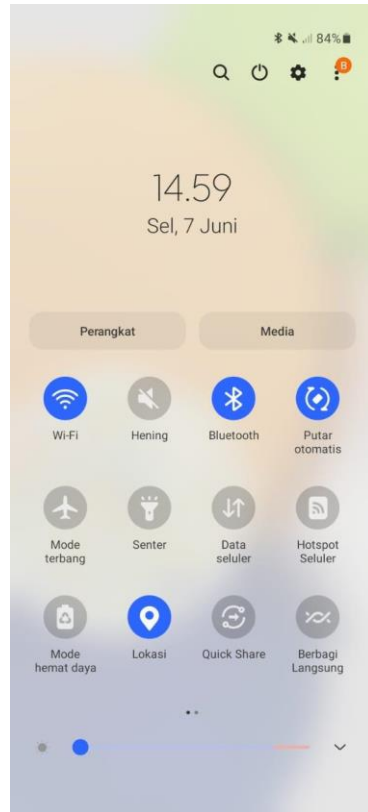 84%
B
14.59
Sel, 7 Juni
Perangkat Media
Wi-Fi Hening Bluetooth Putar
otomatis
Mode
terbang Senter Data
seluler Hotspot
Seluler
Mode
hemat daya Lokasi Quick Share Berbagi
Langsung